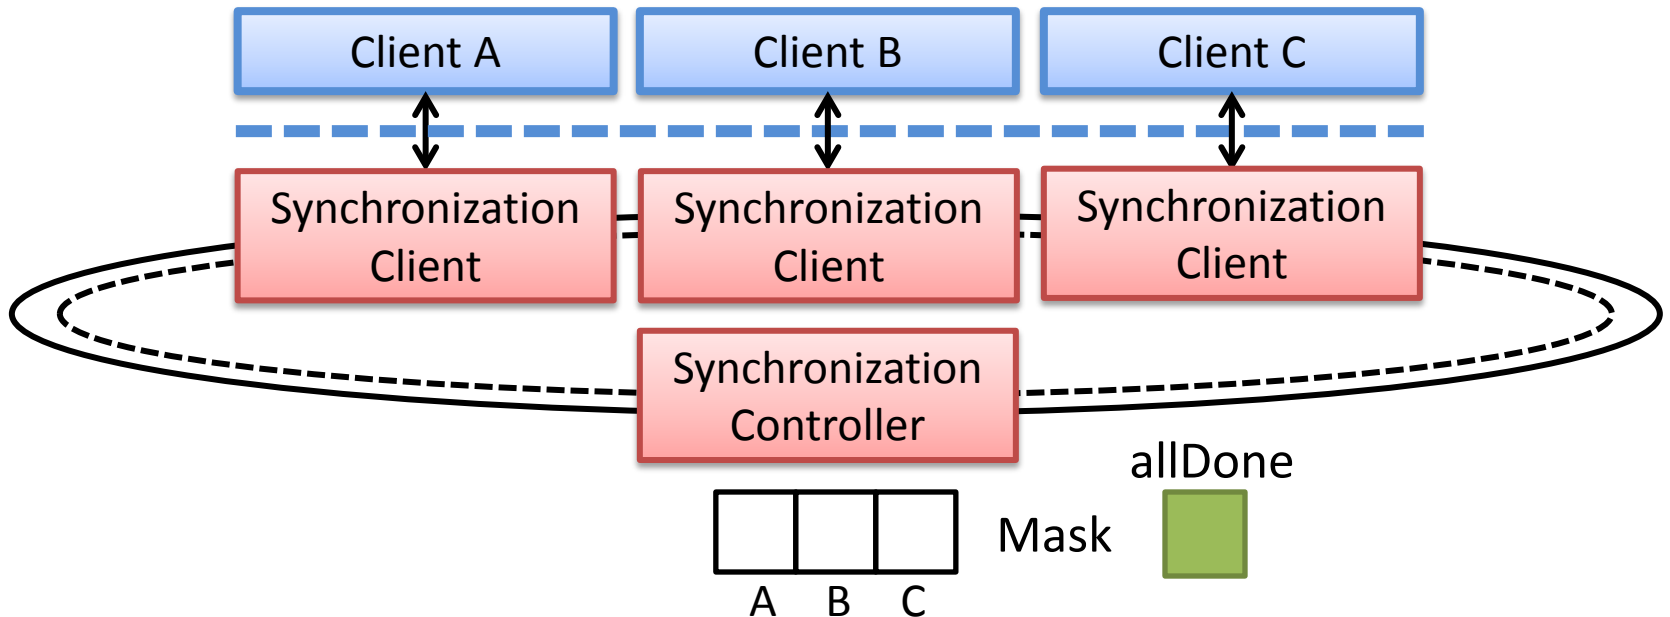 Client A
Client B
Client C
Synchronization
Client
Synchronization
Client
Synchronization
Client
Synchronization
Controller
allDone
Mask
A B C